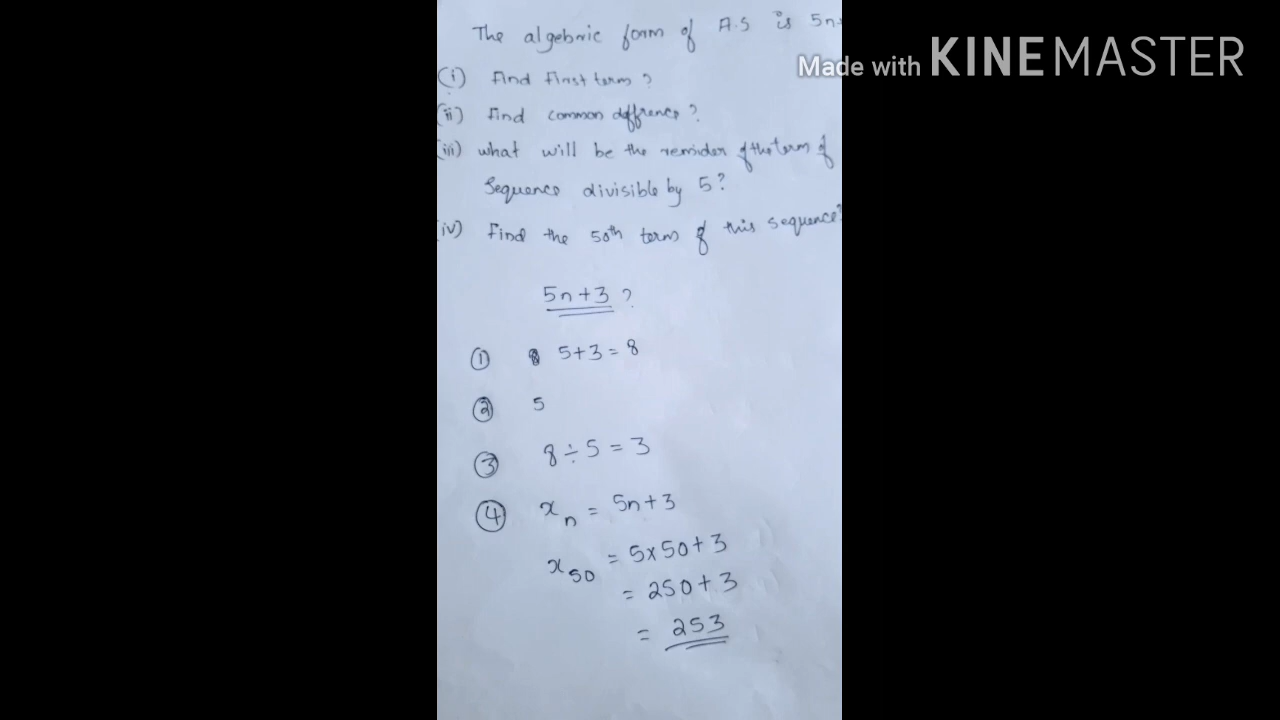 The algebric form of A.S is 5n+
Made with KINEMASTER
(i) Find First term ?
(ii) Find common diffrence ?
(iii) what will be the remider of the term of
Sequence divisible by 5?
(iv) Find the 50th term of this sequence?
5n+3 ?
① 5+3=8
② 5
③ 8÷5=3
④ xn = 5n+3
x50 = 5x50+3
= 250+3
= 253